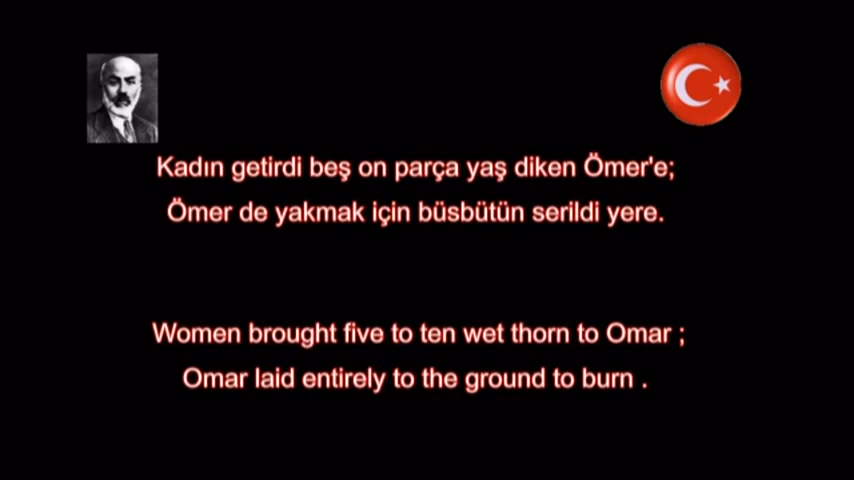 Kadın getirdi beş on parça yaş diken Ömer'e;
Ömer de yakmak için büsbütün serildi yere.
Women brought five to ten wet thorn to Omar ;
Omar laid entirely to the ground to burn .